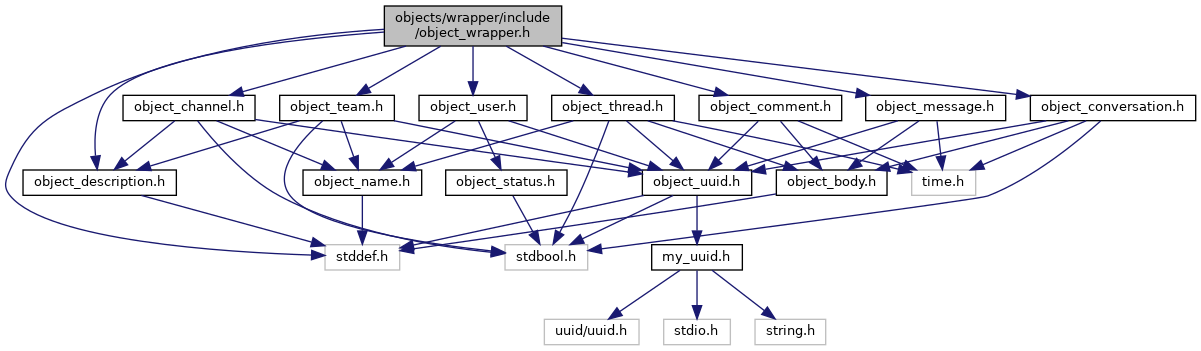 objects/wrapper/include
/object_wrapper.h
object_channel.h
object_team.h
object_user.h
object_thread.h
object_comment.h
object_message.h
object_conversation.h
object_description.h
object_name.h
object_status.h
object_uuid.h
object_body.h
time.h
stddef.h
stdbool.h
my_uuid.h
uuid/uuid.h
stdio.h
string.h